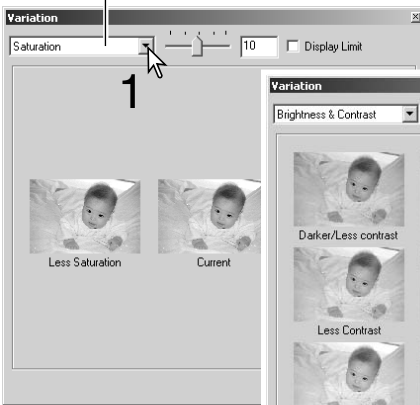 Variation
Saturation 10 Display Limit
1
Less Saturation Current
Variation
Brightness & Contrast
Darker/Less contrast
Less Contrast